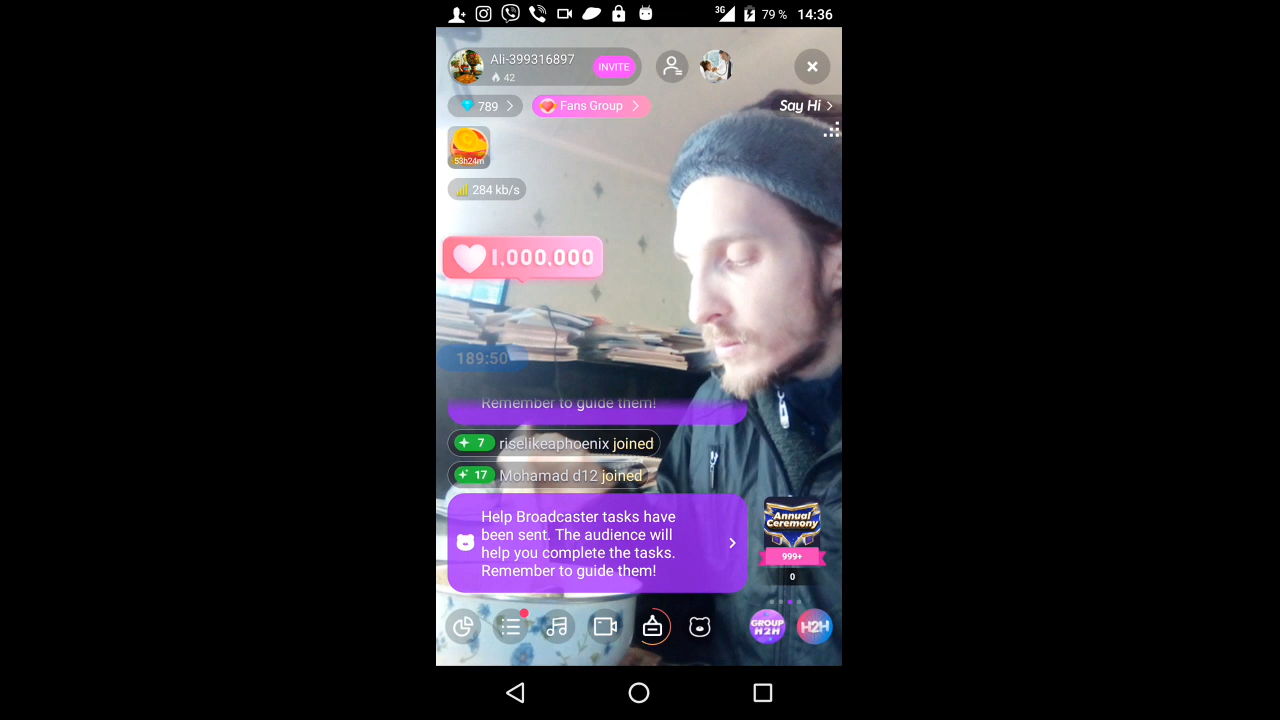 3G 79 % 14:36
Ali-399316897
42
INVITE
789
Fans Group
Say Hi
53h24m
284 kb/s
1,000,000
189:50
Remember to guide them!
7 riselikeaphoenix joined
17 Mohamad d12 joined
Help Broadcaster tasks have
been sent. The audience will
help you complete the tasks.
Remember to guide them!
Annual
Ceremony
999+
0
GROUP
H2H
H2H